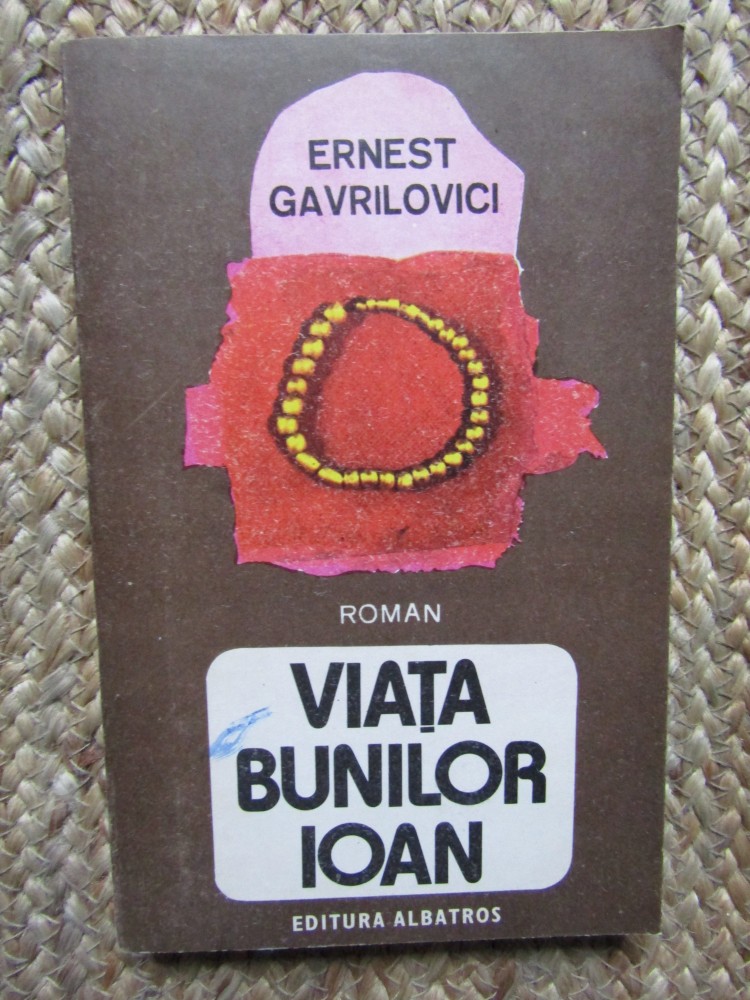 ERNEST
GAVRILOVICI
ROMAN
VIAȚA
BUNILOR
IOAN
EDITURA ALBATROS